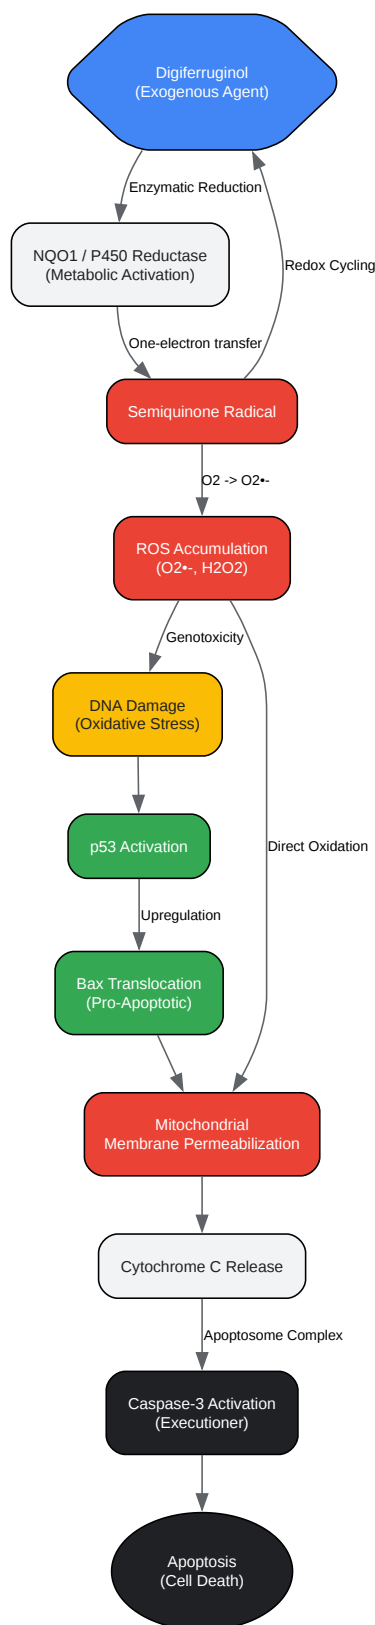 Digiferruginol
(Exogenous Agent)
Enzymatic Reduction
NQO1 / P450 Reductase
(Metabolic Activation)
Redox Cycling
One-electron transfer
Semiquinone Radical
O2 -> O2•-
ROS Accumulation
(O2•-, H2O2)
Genotoxicity
DNA Damage
(Oxidative Stress)
p53 Activation
Direct Oxidation
Upregulation
Bax Translocation
(Pro-Apoptotic)
Mitochondrial
Membrane Permeabilization
Cytochrome C Release
Apoptosome Complex
Caspase-3 Activation
(Executioner)
Apoptosis
(Cell Death)